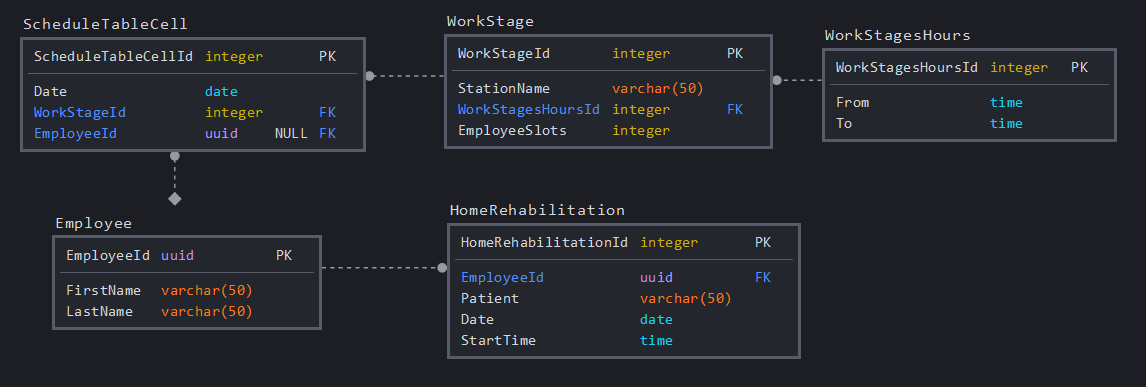 ScheduleTableCell
ScheduleTableCellId integer PK
Date date
WorkStageId integer FK
EmployeeId uuid NULL FK
WorkStage
WorkStageId integer PK
StationName varchar(50)
WorkStagesHoursId integer FK
EmployeeSlots integer
WorkStagesHours
WorkStagesHoursId integer PK
From time
To time
Employee
EmployeeId uuid PK
FirstName varchar(50)
LastName varchar(50)
HomeRehabilitation
HomeRehabilitationId integer PK
EmployeeId uuid FK
Patient varchar(50)
Date date
StartTime time